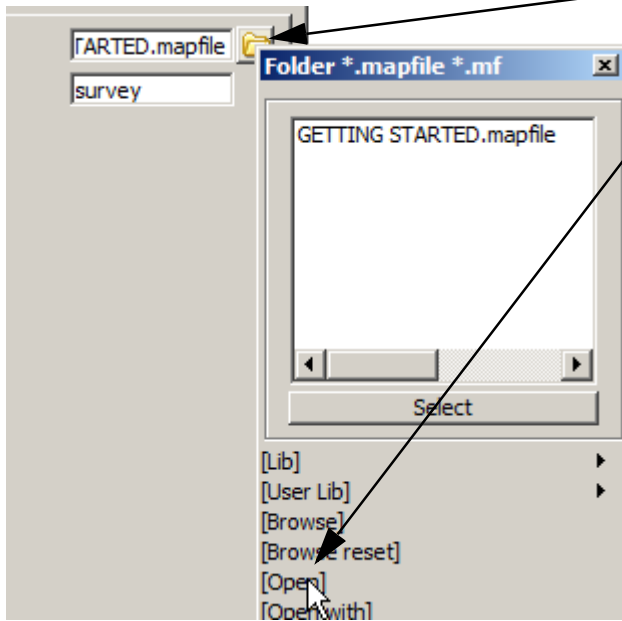 TARTED.mapfile
Folder *.mapfile *.mf
survey
GETTING STARTED.mapfile
Select
[Lib]
[User Lib]
[Browse]
[Browse reset]
[Open]
[Open with]